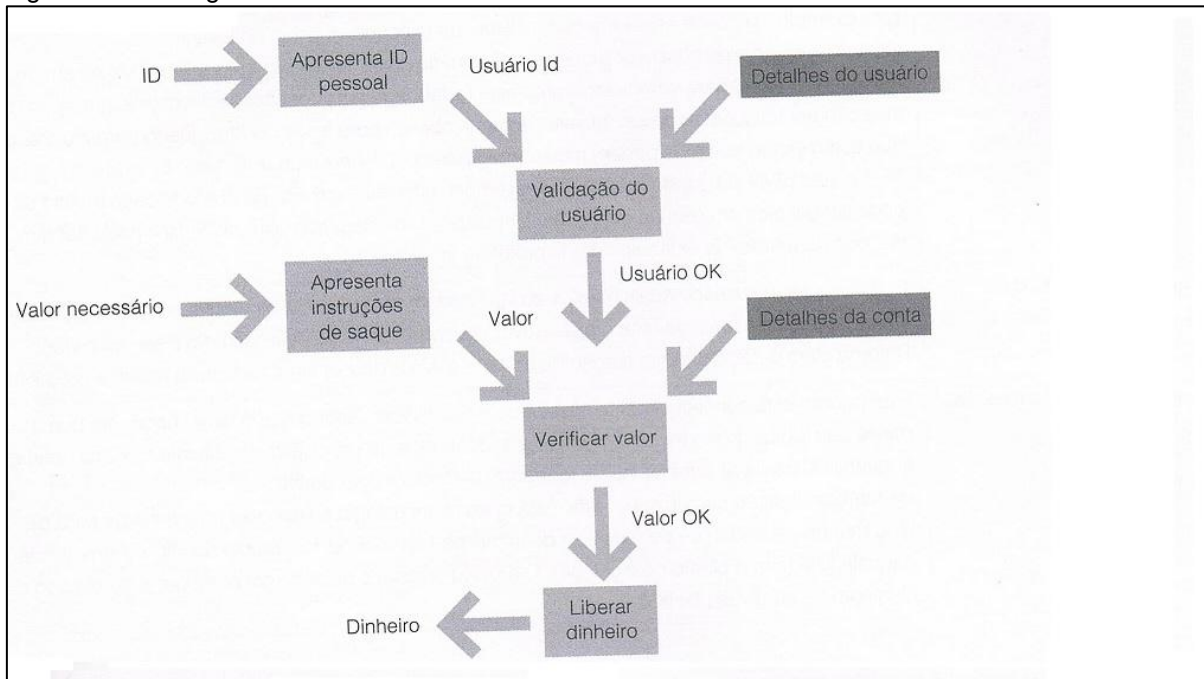 ID
Apresenta ID
pessoal
Usuário Id
Detalhes do usuário
Validação do
usuário
Usuário OK
Valor necessário
Apresenta
instruções
de saque
Valor
Detalhes da conta
Verificar valor
Valor OK
Liberar
dinheiro
Dinheiro